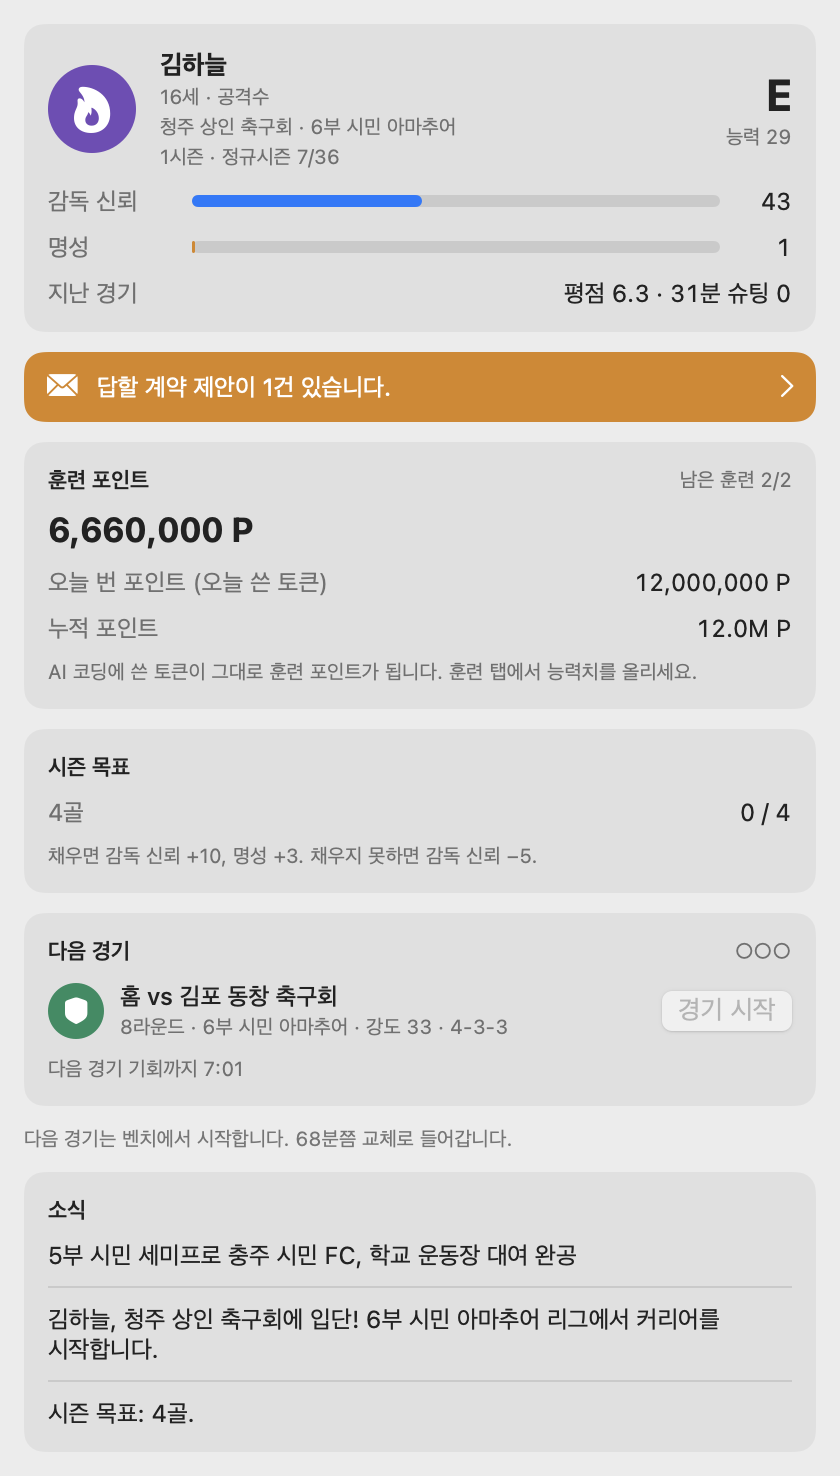 김하늘
16세 · 공격수
청주 상인 축구회 · 6부 시민 아마추어
1시즌 · 정규시즌 7/36
E
능력 29
감독 신뢰 43
명성 1
지난 경기 평점 6.3 · 31분 슈팅 0
답할 계약 제안이 1건 있습니다.
훈련 포인트 남은 훈련 2/2
6,660,000 P
오늘 번 포인트 (오늘 쓴 토큰) 12,000,000 P
누적 포인트 12.0M P
AI 코딩에 쓴 토큰이 그대로 훈련 포인트가 됩니다. 훈련 탭에서 능력치를 올리세요.
시즌 목표
4골 0 / 4
채우면 감독 신뢰 +10, 명성 +3. 채우지 못하면 감독 신뢰 −5.
다음 경기
홈 vs 김포 동창 축구회
8라운드 · 6부 시민 아마추어 · 강도 33 · 4-3-3
경기 시작
다음 경기 기회까지 7:01
다음 경기는 벤치에서 시작합니다. 68분쯤 교체로 들어갑니다.
소식
5부 시민 세미프로 충주 시민 FC, 학교 운동장 대여 완공
김하늘, 청주 상인 축구회에 입단! 6부 시민 아마추어 리그에서 커리어를
시작합니다.
시즌 목표: 4골.